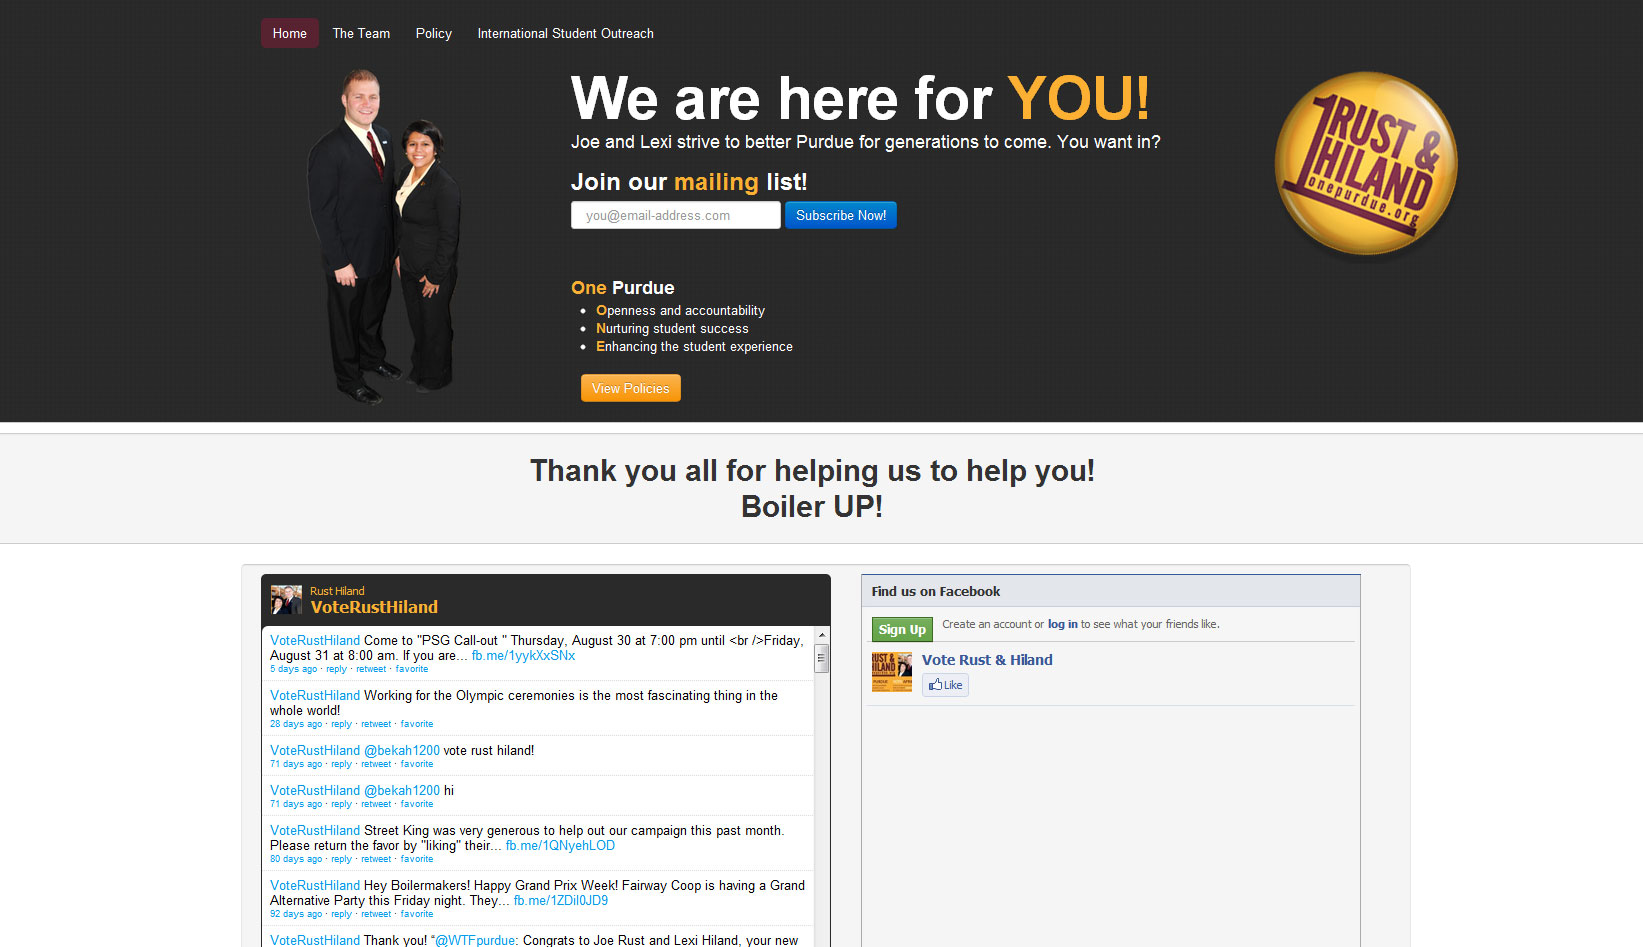 Home The Team Policy International Student Outreach
We are here for YOU!
Joe and Lexi strive to better Purdue for generations to come. You want in?
Join our mailing list!
you@email-address.com Subscribe Now!
One Purdue
• Openness and accountability
• Nurturing student success
• Enhancing the student experience
View Policies
1RUST &
HILAND
onepurdue.org
Thank you all for helping us to help you!
Boiler UP!
Rust Hiland
VoteRustHiland
VoteRustHiland Come to "PSG Call-out " Thursday, August 30 at 7:00 pm until <br />Friday,
August 31 at 8:00 am. If you are... fb.me/1yykXxSNx
5 days ago · reply · retweet · favorite
VoteRustHiland Working for the Olympic ceremonies is the most fascinating thing in the
whole world!
28 days ago · reply · retweet · favorite
VoteRustHiland @bekah1200 vote rust hiland!
71 days ago · reply · retweet · favorite
VoteRustHiland @bekah1200 hi
71 days ago · reply · retweet · favorite
VoteRustHiland Street King was very generous to help out our campaign this past month.
Please return the favor by "liking" their... fb.me/1QNyehLOD
80 days ago · reply · retweet · favorite
VoteRustHiland Hey Boilermakers! Happy Grand Prix Week! Fairway Coop is having a Grand
Alternative Party this Friday night. They... fb.me/1ZDil0JD9
92 days ago · reply · retweet · favorite
VoteRustHiland Thank you! “@WTFpurdue: Congrats to Joe Rust and Lexi Hiland, your new
Find us on Facebook
Sign Up Create an account or log in to see what your friends like.
RUST &
HILAND
Vote Rust & Hiland
Like